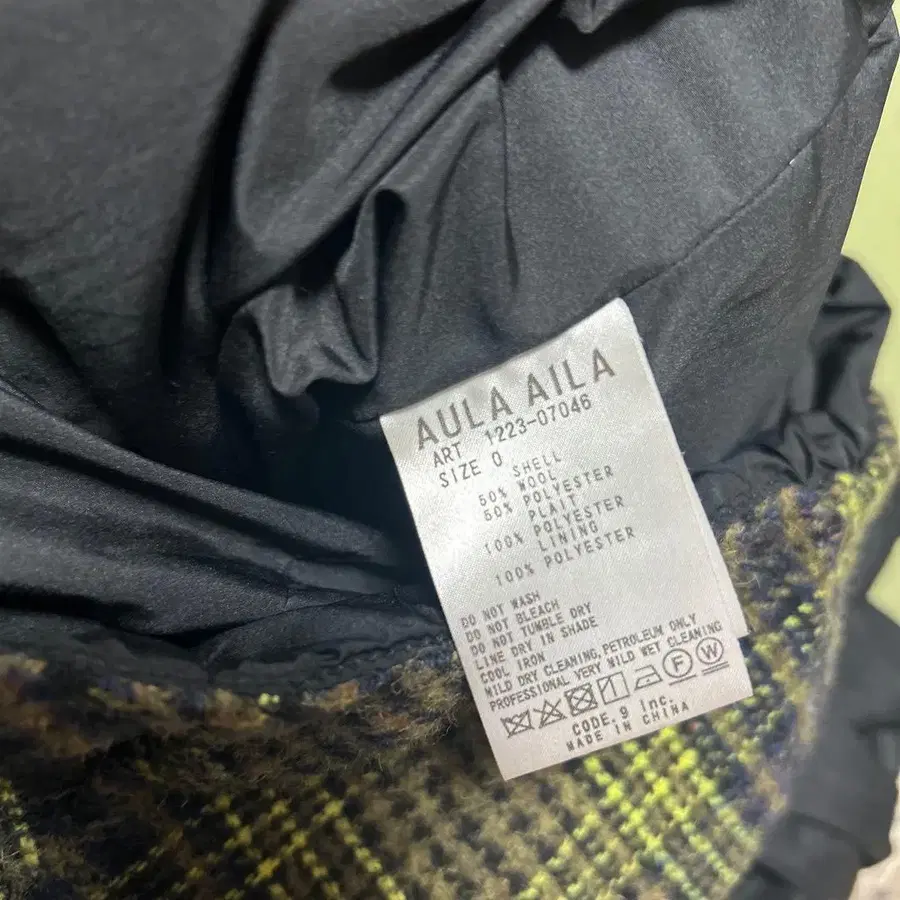 AULA AILA
ART 1223-07046
SIZE 0
SHELL
50% WOOL
50% POLYESTER
PLAIT
100% POLYESTER
LINING
100% POLYESTER
DO NOT WASH
DO NOT BLEACH
DO NOT TUMBLE DRY
LINE DRY IN SHADE
COOL IRON
MILD DRY CLEANING,PETROLEUM ONLY
PROFESSIONAL VERY MILD WET CLEANING
F W
CODE.9 Inc.
MADE IN CHINA